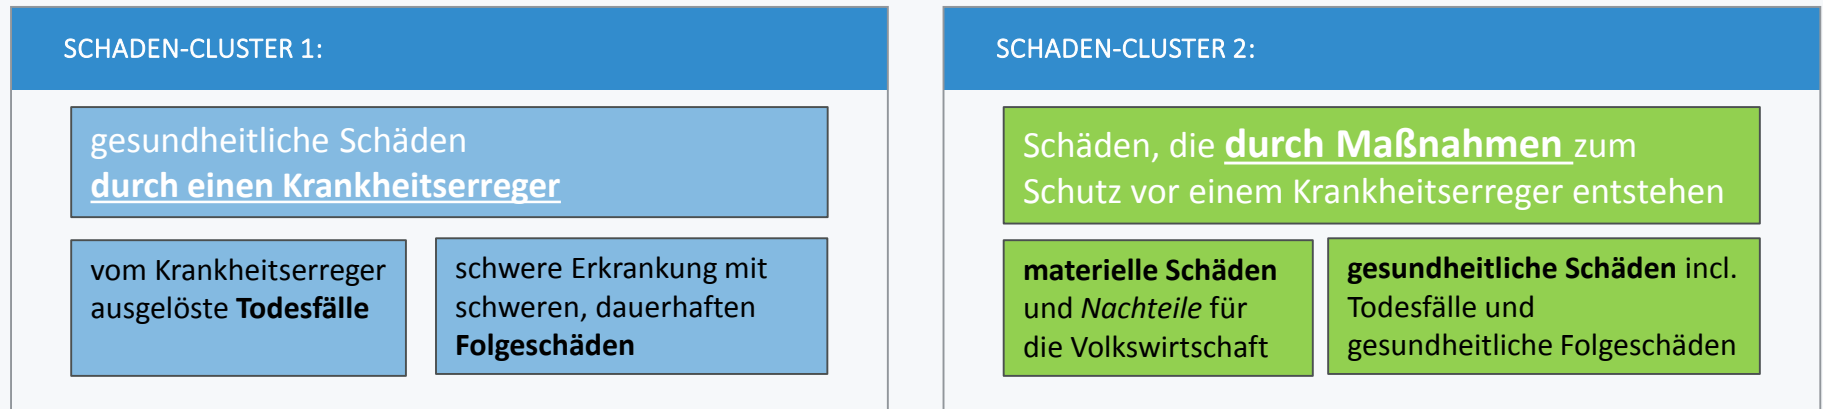 SCHADEN-CLUSTER 1:
gesundheitliche Schäden
durch einen Krankheitserreger
vom Krankheitserreger
ausgelöste Todesfälle
schwere Erkrankung mit
schweren, dauerhaften
Folgeschäden
SCHADEN-CLUSTER 2:
Schäden, die durch Maßnahmen zum
Schutz vor einem Krankheitserreger entstehen
materielle Schäden
und Nachteile für
die Volkswirtschaft
gesundheitliche Schäden incl.
Todesfälle und
gesundheitliche Folgeschäden